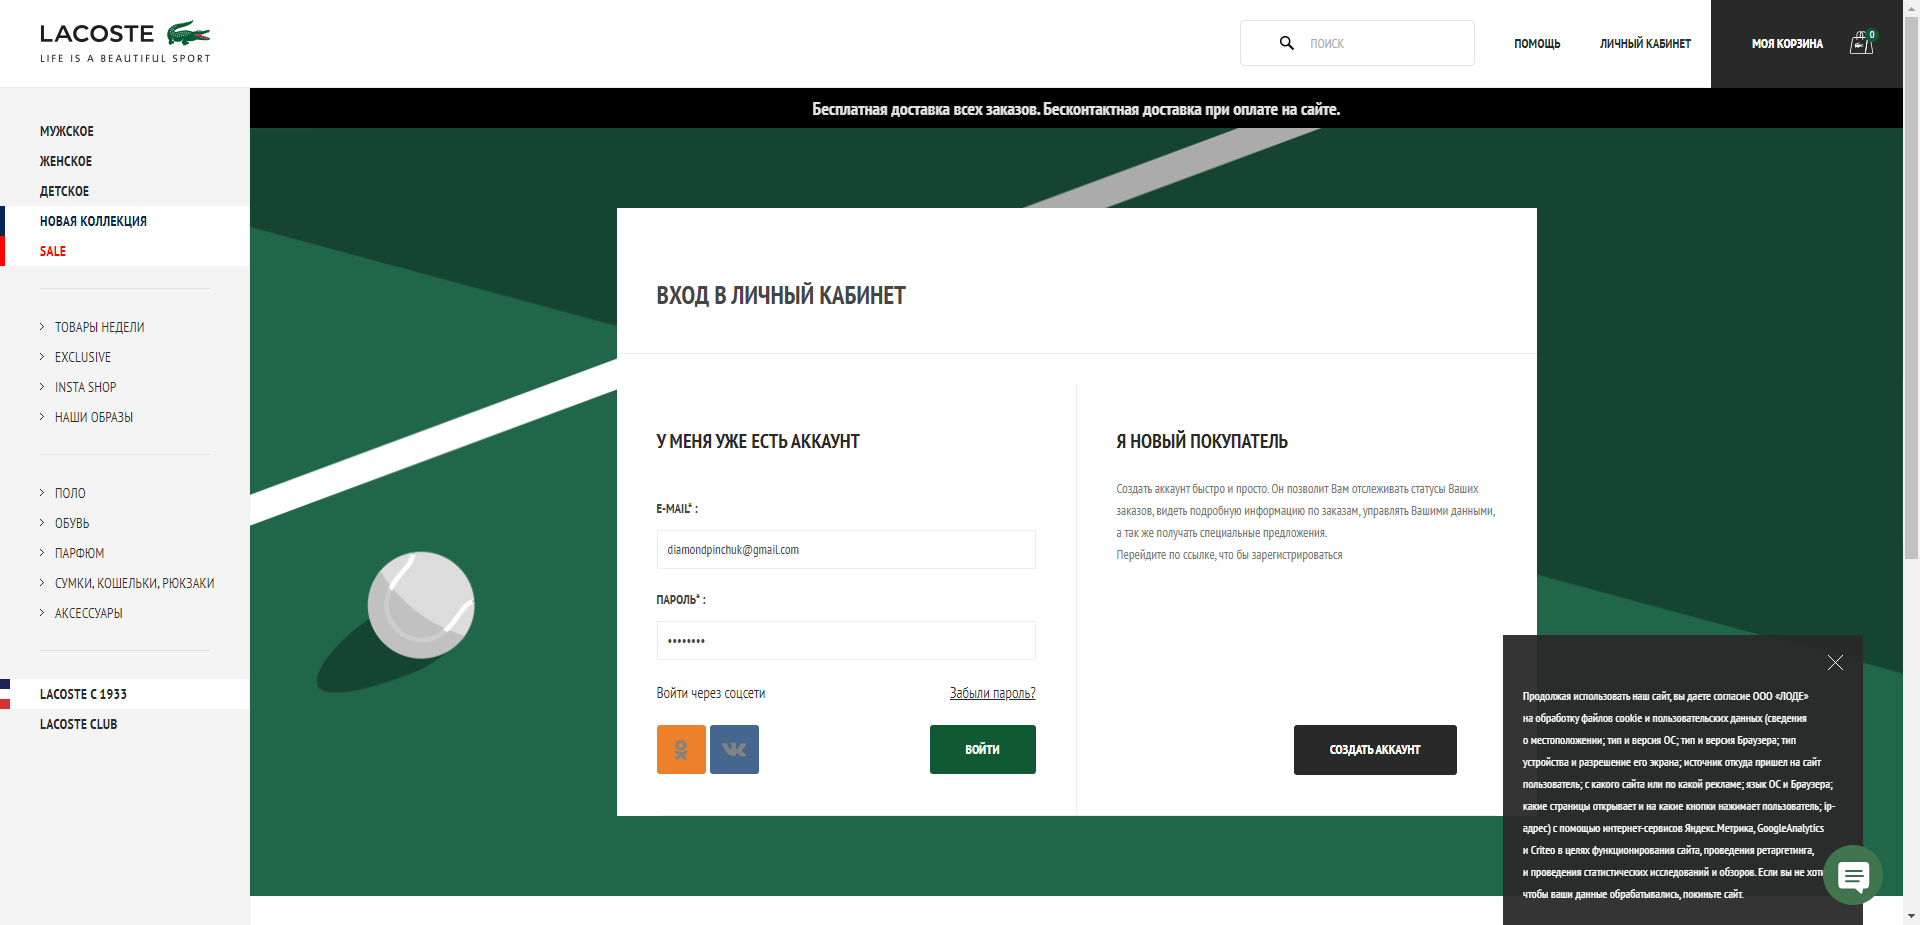 LACOSTE
LIFE IS A BEAUTIFUL SPORT
ПОИСК
ПОМОЩЬ
ЛИЧНЫЙ КАБИНЕТ
МОЯ КОРЗИНА
0
Бесплатная доставка всех заказов. Бесконтактная доставка при оплате на сайте.
МУЖСКОЕ
ЖЕНСКОЕ
ДЕТСКОЕ
НОВАЯ КОЛЛЕКЦИЯ
SALE
ТОВАРЫ НЕДЕЛИ
EXCLUSIVE
INSTA SHOP
НАШИ ОБРАЗЫ
ПОЛО
ОБУВЬ
ПАРФЮМ
СУМКИ, КОШЕЛЬКИ, РЮКЗАКИ
АКСЕССУАРЫ
LACOSTE С 1933
LACOSTE CLUB
ВХОД В ЛИЧНЫЙ КАБИНЕТ
У МЕНЯ УЖЕ ЕСТЬ АККАУНТ
E-MAIL* :
diamondpinchuk@gmail.com
ПАРОЛЬ* :
••••••••
Войти через соцсети
Забыли пароль?
ВОЙТИ
Я НОВЫЙ ПОКУПАТЕЛЬ
Создать аккаунт быстро и просто. Он позволит Вам отслеживать статусы Ваших
заказов, видеть подробную информацию по заказам, управлять Вашими данными,
а так же получать специальные предложения.
Перейдите по ссылке, что бы зарегистрироваться
СОЗДАТЬ АККАУНТ
Продолжая использовать наш сайт, вы даете согласие ООО «ЛОДЕ»
на обработку файлов cookie и пользовательских данных (сведения
о местоположении; тип и версия ОС; тип и версия Браузера; тип
устройства и разрешение его экрана; источник откуда пришел на сайт
пользователь; с какого сайта или по какой рекламе; язык ОС и Браузера;
какие страницы открывает и на какие кнопки нажимает пользователь; ip-
адрес) с помощью интернет-сервисов Яндекс.Метрика, GoogleAnalytics
и Criteo в целях функционирования сайта, проведения ретаргетинга,
и проведения статистических исследований и обзоров. Если вы не хоти
чтобы ваши данные обрабатывались, покиньте сайт.